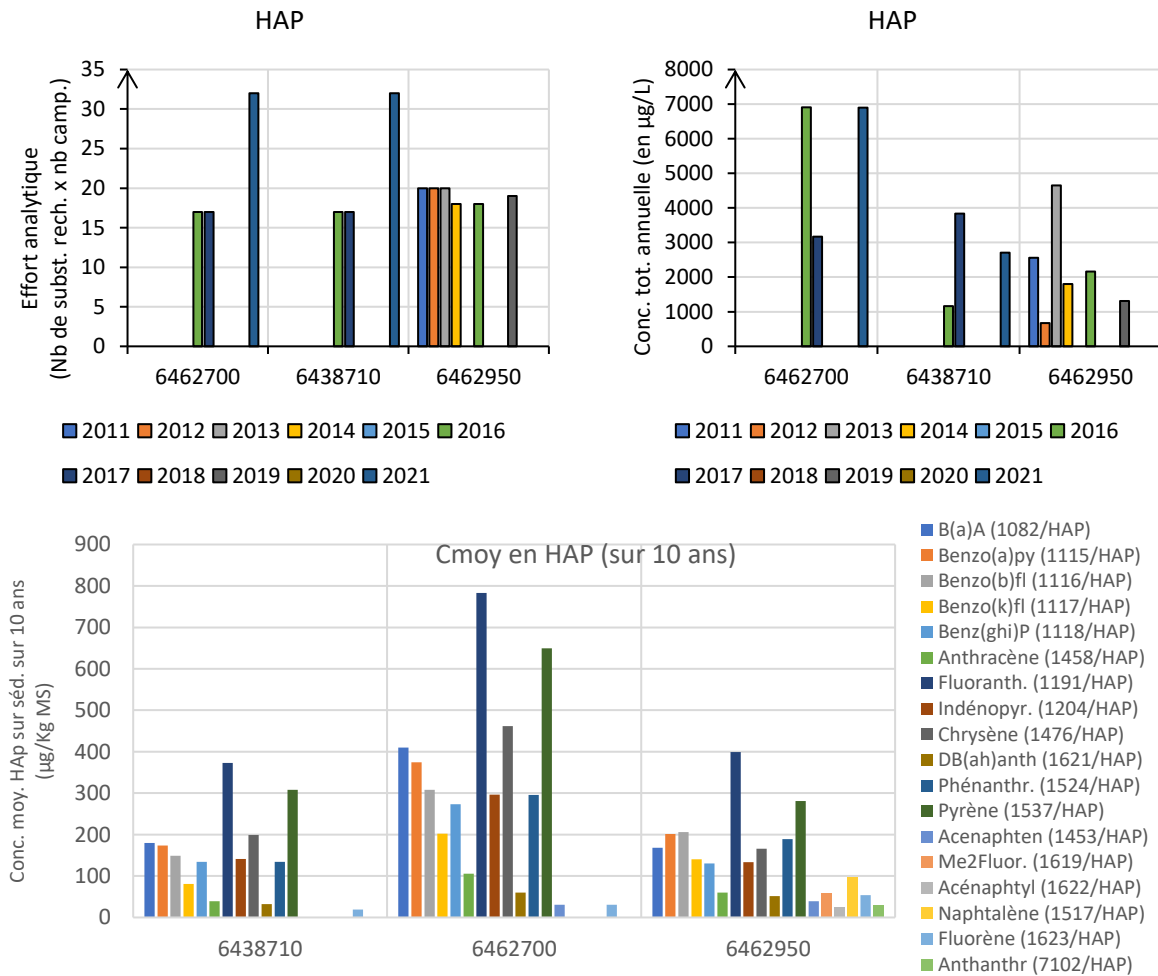 HAP
Effort analytique
(Nb de subst. rech. x nb camp.)
35
30
25
20
15
10
5
0
6462700 6438710 6462950
2011 2012 2013 2014 2015 2016
2017 2018 2019 2020 2021
HAP
Conc. tot. annuelle (en µg/L)
8000
7000
6000
5000
4000
3000
2000
1000
0
6462700 6438710 6462950
2011 2012 2013 2014 2015 2016
2017 2018 2019 2020 2021
Cmoy en HAP (sur 10 ans)
Conc. moy. HAp sur séd. sur 10 ans
(µg/Kg MS)
900
800
700
600
500
400
300
200
100
0
6438710 6462700 6462950
B(a)A (1082/HAP)
Benzo(a)py (1115/HAP)
Benzo(b)fl (1116/HAP)
Benzo(k)fl (1117/HAP)
Benz(ghi)P (1118/HAP)
Anthracène (1458/HAP)
Fluoranth. (1191/HAP)
Indénopyr. (1204/HAP)
Chrysène (1476/HAP)
DB(ah)anth (1621/HAP)
Phénanthr. (1524/HAP)
Pyrène (1537/HAP)
Acenaphten (1453/HAP)
Me2Fluor. (1619/HAP)
Acénaphtyl (1622/HAP)
Naphtalène (1517/HAP)
Fluorène (1623/HAP)
Anthanthr (7102/HAP)